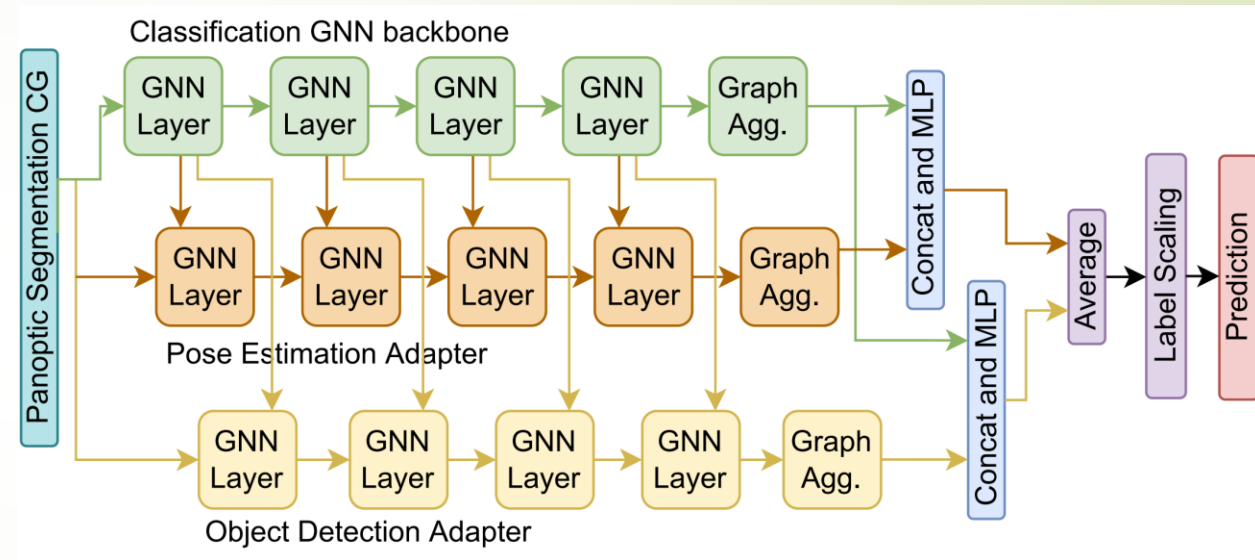 Classification GNN backbone
Panoptic Segmentation CG
GNN
Layer
GNN
Layer
GNN
Layer
GNN
Layer
Graph
Agg.
Concat and MLP
GNN
Layer
GNN
Layer
GNN
Layer
GNN
Layer
Graph
Agg.
Pose Estimation Adapter
GNN
Layer
GNN
Layer
GNN
Layer
GNN
Layer
Graph
Agg.
Concat and MLP
Object Detection Adapter
Average
Label Scaling
Prediction